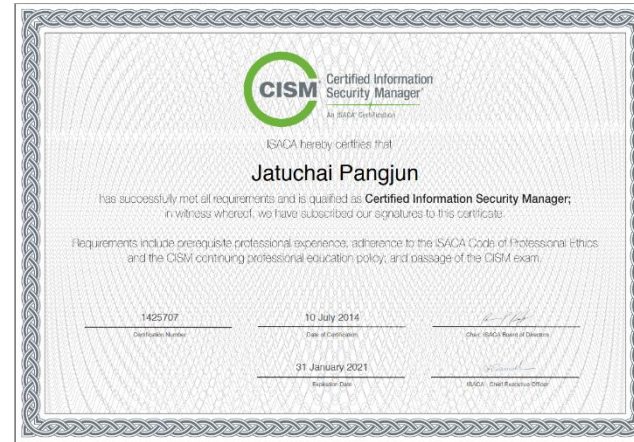 CISM
Certified Information
Security Manager®
An ISACA® Certification
ISACA hereby certifies that
Jatuchai Pangjun
has successfully met all requirements and is qualified as Certified Information Security Manager;
in witness whereof, we have subscribed our signatures to this certificate.
Requirements include prerequisite professional experience; adherence to the ISACA Code of Professional Ethics
and the CISM continuing professional education policy; and passage of the CISM exam.
1425707
10 July 2014
Certification Number
Date of Certification
Chair, ISACA Board of Directors
31 January 2021
Expiration Date
ISACA - Chief Executive Officer